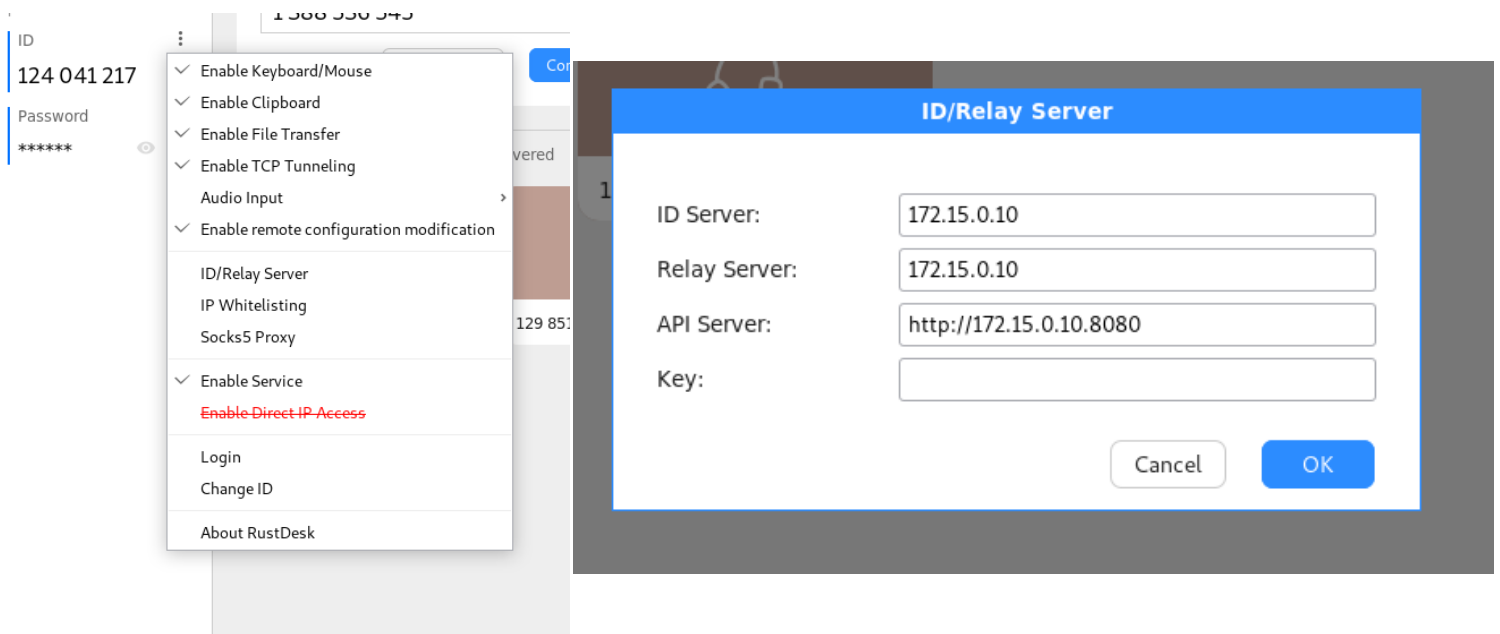 ID
124 041 217
Password
******
Enable Keyboard/Mouse
Enable Clipboard
Enable File Transfer
Enable TCP Tunneling
Audio Input
Enable remote configuration modification
ID/Relay Server
IP Whitelisting
Socks5 Proxy
Enable Service
Enable Direct IP Access
Login
Change ID
About RustDesk
Con
vered
129 851
1
ID/Relay Server
ID Server:
172.15.0.10
Relay Server:
172.15.0.10
API Server:
http://172.15.0.10.8080
Key:
Cancel
OK